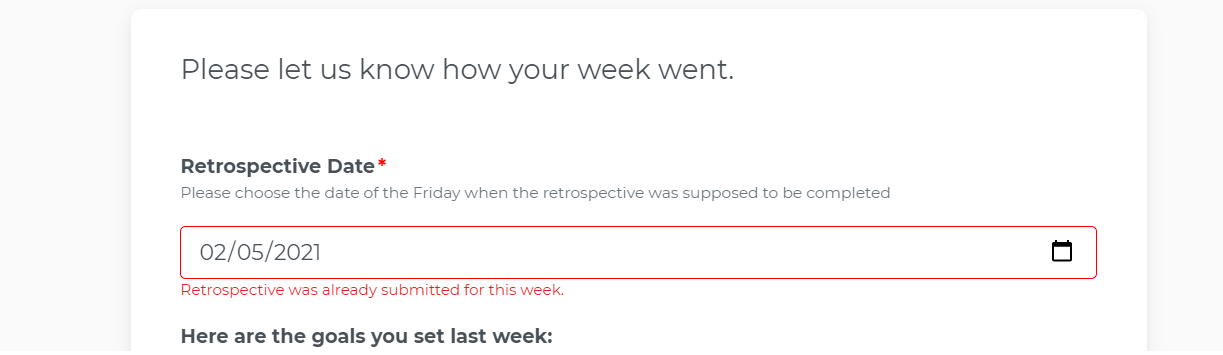 Please let us know how your week went.
Retrospective Date*
Please choose the date of the Friday when the retrospective was supposed to be completed
02/05/2021
Retrospective was already submitted for this week.
Here are the goals you set last week: